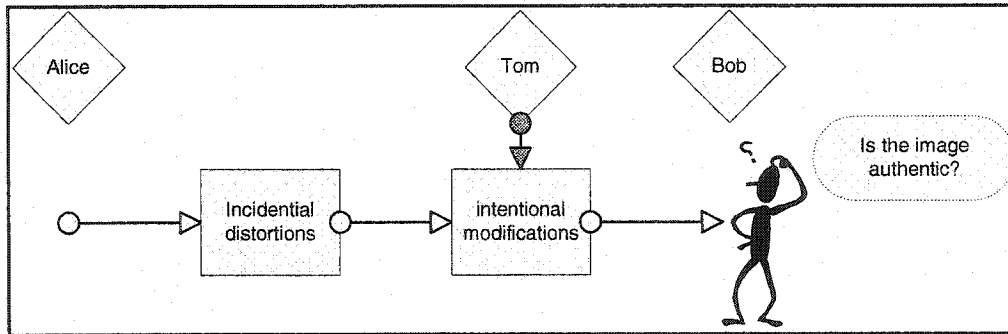 Alice
Tom
Bob
?
Is the image
authentic?
Incidential
distortions
intentional
modifications